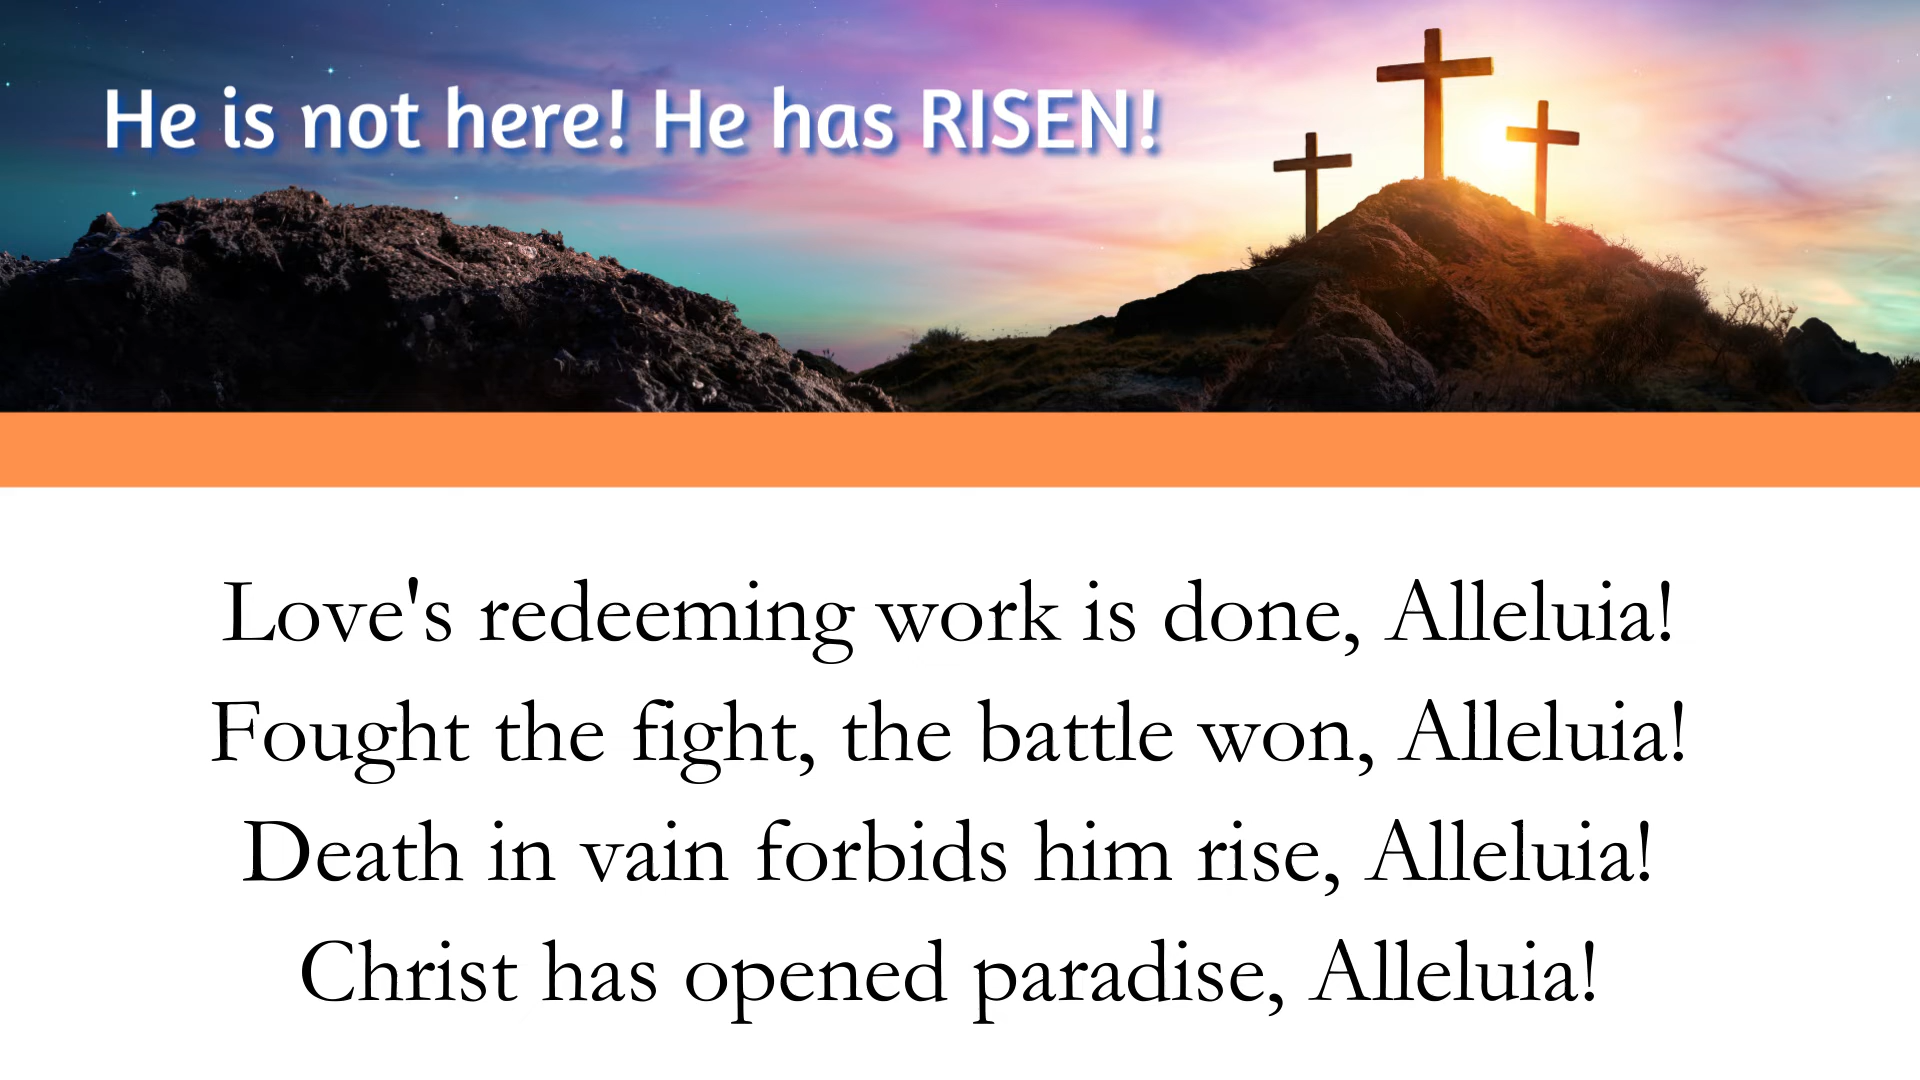 He is not here! He has RISEN!
Love's redeeming work is done, Alleluia!
Fought the fight, the battle won, Alleluia!
Death in vain forbids him rise, Alleluia!
Christ has opened paradise, Alleluia!